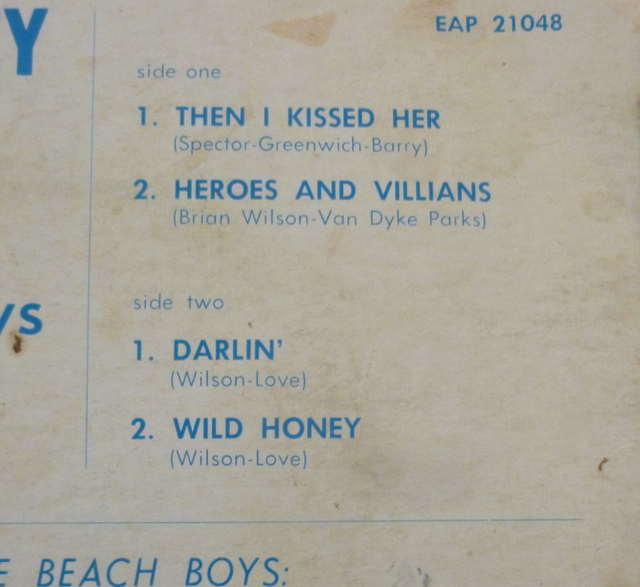 Y
EAP 21048
side one
1. THEN I KISSED HER
(Spector-Greenwich-Barry)
2. HEROES AND VILLIANS
(Brian Wilson-Van Dyke Parks)
ys
side two
1. DARLIN'
(Wilson-Love)
2. WILD HONEY
(Wilson-Love)
E BEACH BOYS: